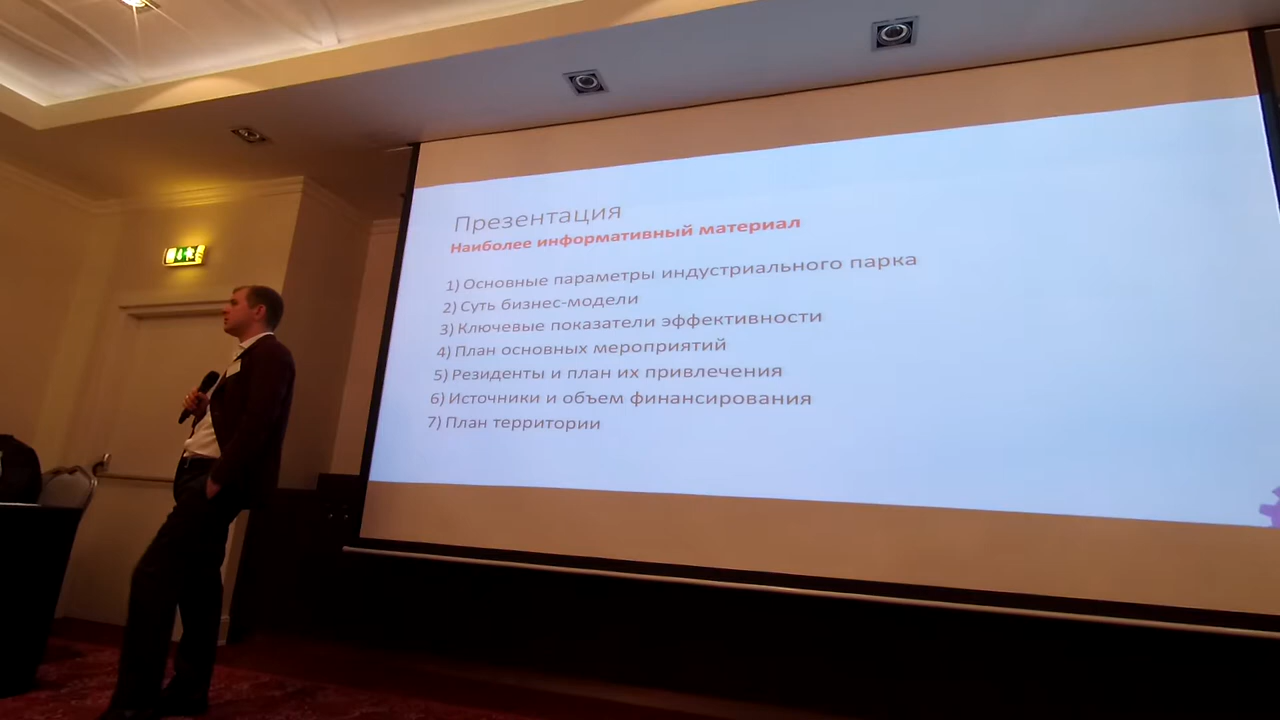 Презентация
Наиболее информативный материал
1) Основные параметры индустриального парка
2) Суть бизнес-модели
3) Ключевые показатели эффективности
4) План основных мероприятий
5) Резиденты и план их привлечения
6) Источники и объем финансирования
7) План территории